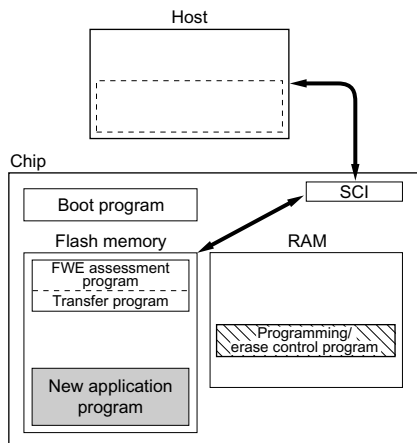 Host
Chip
SCI
Boot program
Flash memory
RAM
FWE assessment
program
Transfer program
Programming/
erase control program
New application
program